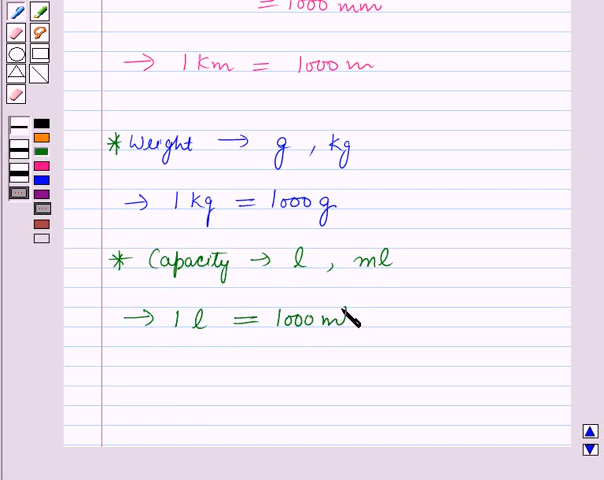 = 1000 mm
→ 1 Km = 1000 m
* Weight → g , kg
→ 1 kg = 1000 g
* Capacity → l , ml
→ 1 l = 1000 ml